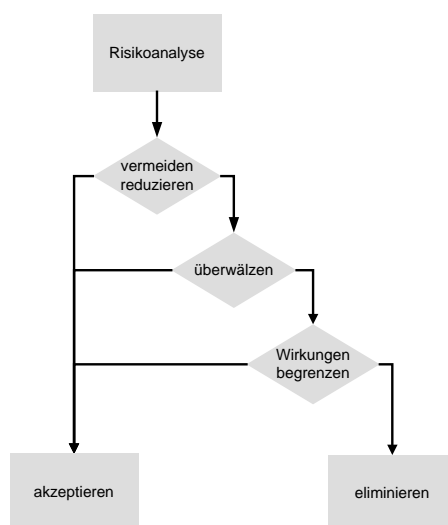 Risikoanalyse
vermeiden
reduzieren
überwälzen
Wirkungen
begrenzen
akzeptieren
eliminieren